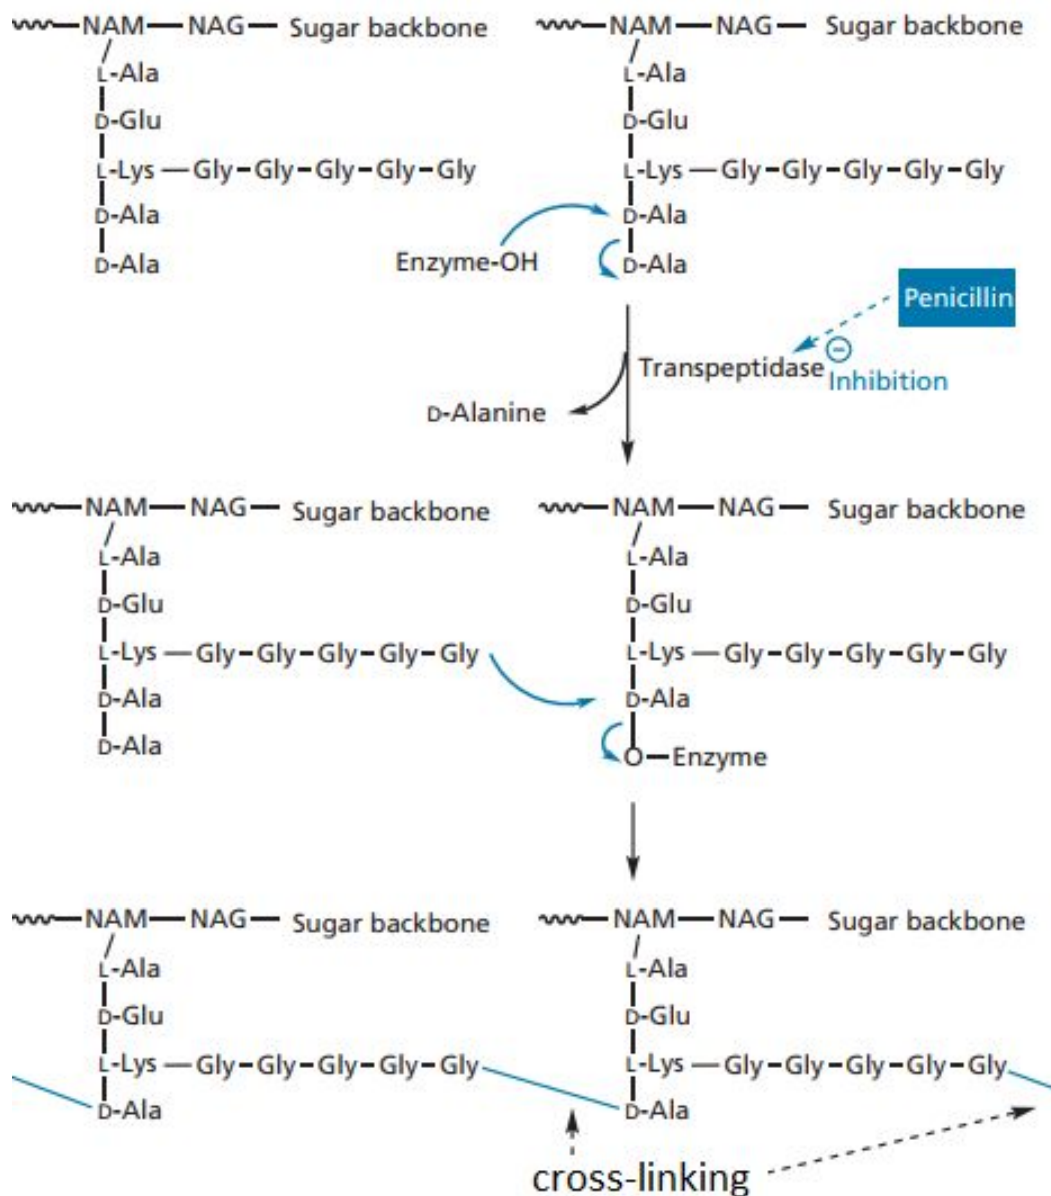 NAM — NAG — Sugar backbone NAM — NAG — Sugar backbone
L-Ala L-Ala
D-Glu D-Glu
L-Lys — Gly – Gly – Gly – Gly – Gly L-Lys — Gly – Gly – Gly – Gly – Gly
D-Ala D-Ala
Enzyme-OH
D-Ala D-Ala
Penicillin
Transpeptidase −
Inhibition
D-Alanine
NAM — NAG — Sugar backbone NAM — NAG — Sugar backbone
L-Ala L-Ala
D-Glu D-Glu
L-Lys — Gly – Gly – Gly – Gly – Gly L-Lys — Gly – Gly – Gly – Gly – Gly
D-Ala D-Ala
D-Ala O — Enzyme
NAM — NAG — Sugar backbone NAM — NAG — Sugar backbone
L-Ala L-Ala
D-Glu D-Glu
L-Lys — Gly – Gly – Gly – Gly – Gly L-Lys — Gly – Gly – Gly – Gly – Gly
D-Ala D-Ala
cross-linking